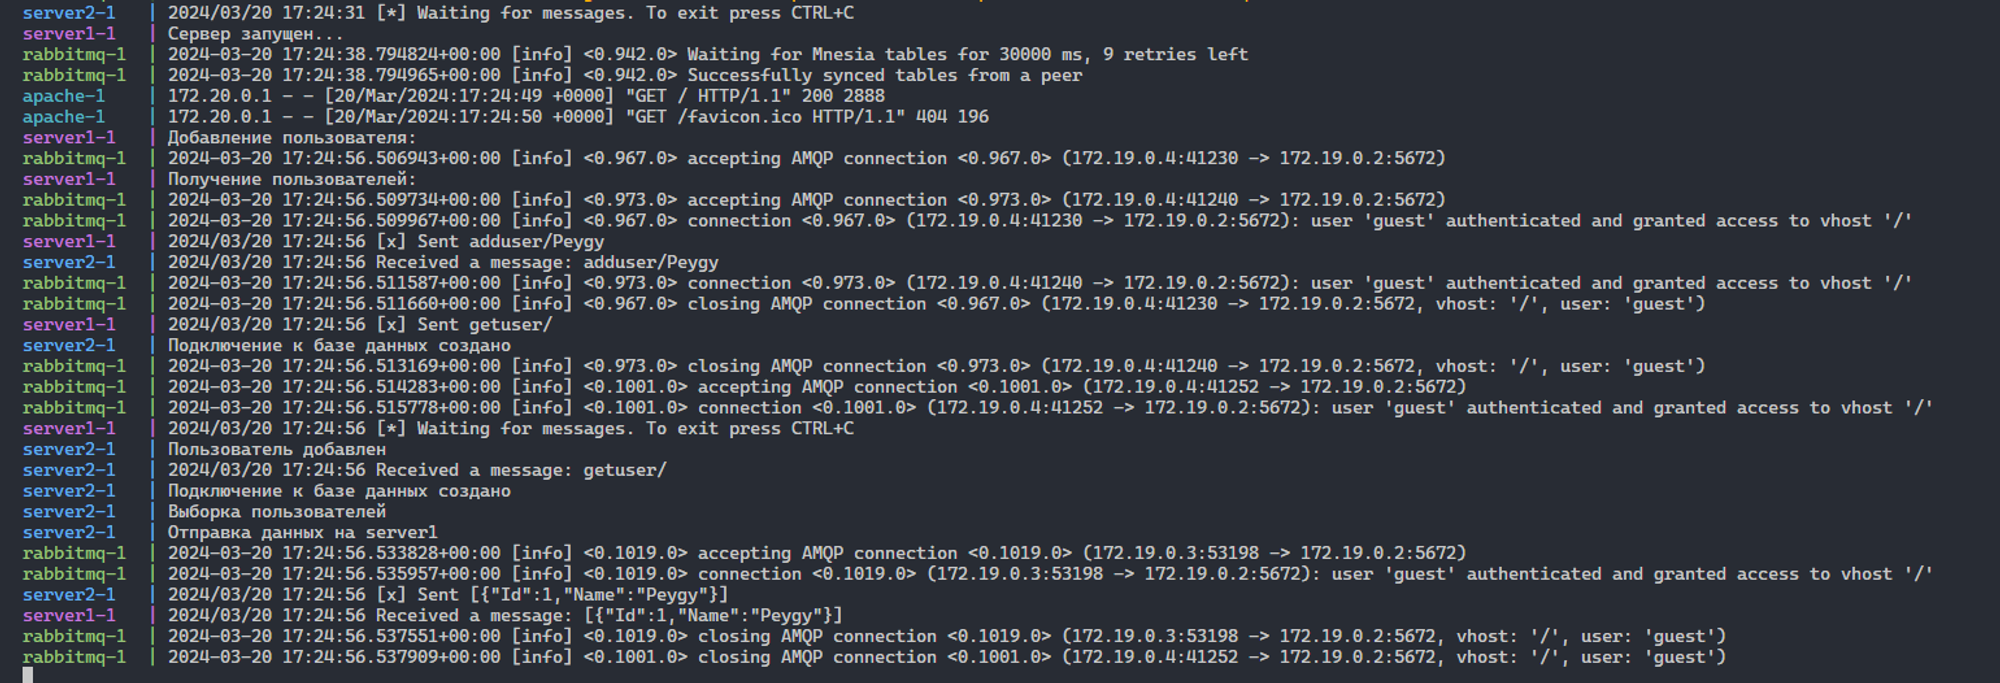 server2-1 | 2024/03/20 17:24:31 [*] Waiting for messages. To exit press CTRL+C
server1-1 | Сервер запущен...
rabbitmq-1 | 2024-03-20 17:24:38.794824+00:00 [info] <0.942.0> Waiting for Mnesia tables for 30000 ms, 9 retries left
rabbitmq-1 | 2024-03-20 17:24:38.794965+00:00 [info] <0.942.0> Successfully synced tables from a peer
apache-1 | 172.20.0.1 - - [20/Mar/2024:17:24:49 +0000] "GET / HTTP/1.1" 200 2888
apache-1 | 172.20.0.1 - - [20/Mar/2024:17:24:50 +0000] "GET /favicon.ico HTTP/1.1" 404 196
server1-1 | Добавление пользователя:
rabbitmq-1 | 2024-03-20 17:24:56.506943+00:00 [info] <0.967.0> accepting AMQP connection <0.967.0> (172.19.0.4:41230 -> 172.19.0.2:5672)
server1-1 | Получение пользователей:
rabbitmq-1 | 2024-03-20 17:24:56.509734+00:00 [info] <0.973.0> accepting AMQP connection <0.973.0> (172.19.0.4:41240 -> 172.19.0.2:5672)
rabbitmq-1 | 2024-03-20 17:24:56.509967+00:00 [info] <0.967.0> connection <0.967.0> (172.19.0.4:41230 -> 172.19.0.2:5672): user 'guest' authenticated and granted access to vhost '/'
server1-1 | 2024/03/20 17:24:56 [x] Sent adduser/Peygy
server2-1 | 2024/03/20 17:24:56 Received a message: adduser/Peygy
rabbitmq-1 | 2024-03-20 17:24:56.511587+00:00 [info] <0.973.0> connection <0.973.0> (172.19.0.4:41240 -> 172.19.0.2:5672): user 'guest' authenticated and granted access to vhost '/'
rabbitmq-1 | 2024-03-20 17:24:56.511660+00:00 [info] <0.967.0> closing AMQP connection <0.967.0> (172.19.0.4:41230 -> 172.19.0.2:5672, vhost: '/', user: 'guest')
server1-1 | 2024/03/20 17:24:56 [x] Sent getuser/
server2-1 | Подключение к базе данных создано
rabbitmq-1 | 2024-03-20 17:24:56.513169+00:00 [info] <0.973.0> closing AMQP connection <0.973.0> (172.19.0.4:41240 -> 172.19.0.2:5672, vhost: '/', user: 'guest')
rabbitmq-1 | 2024-03-20 17:24:56.514283+00:00 [info] <0.1001.0> accepting AMQP connection <0.1001.0> (172.19.0.4:41252 -> 172.19.0.2:5672)
rabbitmq-1 | 2024-03-20 17:24:56.515778+00:00 [info] <0.1001.0> connection <0.1001.0> (172.19.0.4:41252 -> 172.19.0.2:5672): user 'guest' authenticated and granted access to vhost '/'
server1-1 | 2024/03/20 17:24:56 [*] Waiting for messages. To exit press CTRL+C
server2-1 | Пользователь добавлен
server2-1 | 2024/03/20 17:24:56 Received a message: getuser/
server2-1 | Подключение к базе данных создано
server2-1 | Выборка пользователей
server2-1 | Отправка данных на server1
rabbitmq-1 | 2024-03-20 17:24:56.533828+00:00 [info] <0.1019.0> accepting AMQP connection <0.1019.0> (172.19.0.3:53198 -> 172.19.0.2:5672)
rabbitmq-1 | 2024-03-20 17:24:56.535957+00:00 [info] <0.1019.0> connection <0.1019.0> (172.19.0.3:53198 -> 172.19.0.2:5672): user 'guest' authenticated and granted access to vhost '/'
server2-1 | 2024/03/20 17:24:56 [x] Sent [{"Id":1,"Name":"Peygy"}]
server1-1 | 2024/03/20 17:24:56 Received a message: [{"Id":1,"Name":"Peygy"}]
rabbitmq-1 | 2024-03-20 17:24:56.537551+00:00 [info] <0.1019.0> closing AMQP connection <0.1019.0> (172.19.0.3:53198 -> 172.19.0.2:5672, vhost: '/', user: 'guest')
rabbitmq-1 | 2024-03-20 17:24:56.537909+00:00 [info] <0.1001.0> closing AMQP connection <0.1001.0> (172.19.0.4:41252 -> 172.19.0.2:5672, vhost: '/', user: 'guest')